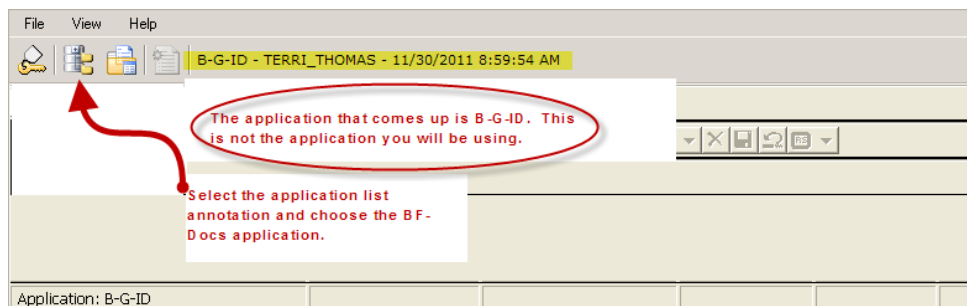 File View Help
B-G-ID - TERRI_THOMAS - 11/30/2011 8:59:54 AM
The application that comes up is B-G-ID. This
is not the application you will be using.
RS
Select the application list
annotation and choose the BF-
Docs application.
Application: B-G-ID